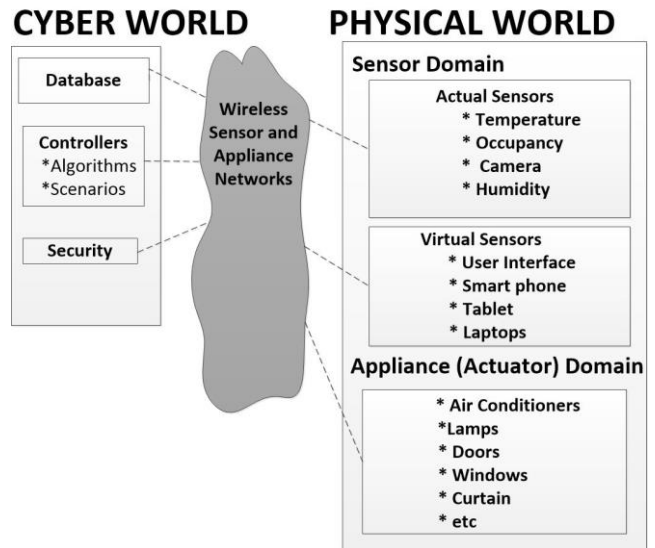 CYBER WORLD
Database
Controllers
*Algorithms
*Scenarios
Security
Wireless
Sensor and
Appliance
Networks
PHYSICAL WORLD
Sensor Domain
Actual Sensors
* Temperature
* Occupancy
* Camera
* Humidity
Virtual Sensors
* User Interface
* Smart phone
* Tablet
* Laptops
Appliance (Actuator) Domain
* Air Conditioners
*Lamps
* Doors
* Windows
* Curtain
* etc